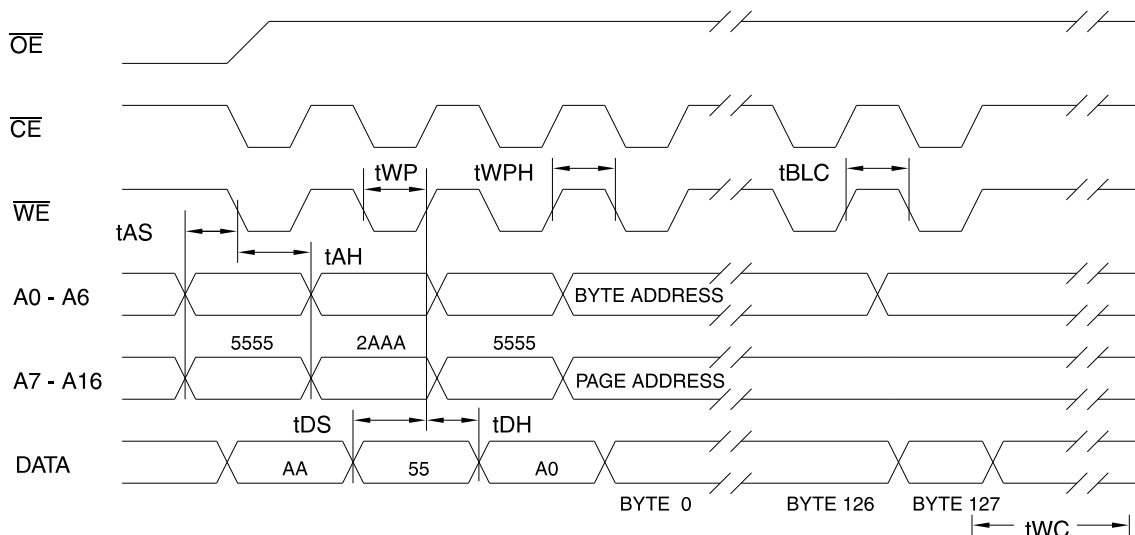 OE
CE
tWP
tWPH
tBLC
WE
tAS
tAH
A0 - A6
BYTE ADDRESS
5555
2AAA
5555
A7 - A16
PAGE ADDRESS
tDS
tDH
DATA
AA
55
A0
BYTE 0
BYTE 126
BYTE 127
tWC